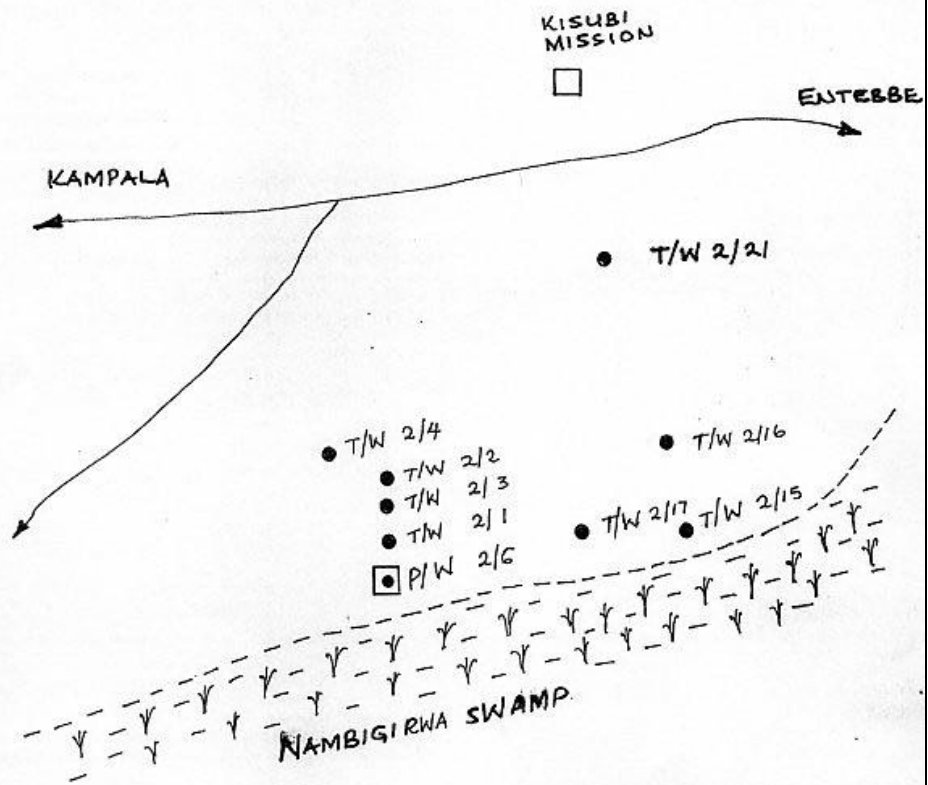 KISUBI
MISSION
ENTEBBE
KAMPALA
T/W 2/21
T/W 2/4
T/W 2/2
T/W 2/3
T/W 2/1
P/W 2/6
T/W 2/16
T/W 2/17
T/W 2/15
NAMBIGIRWA SWAMP